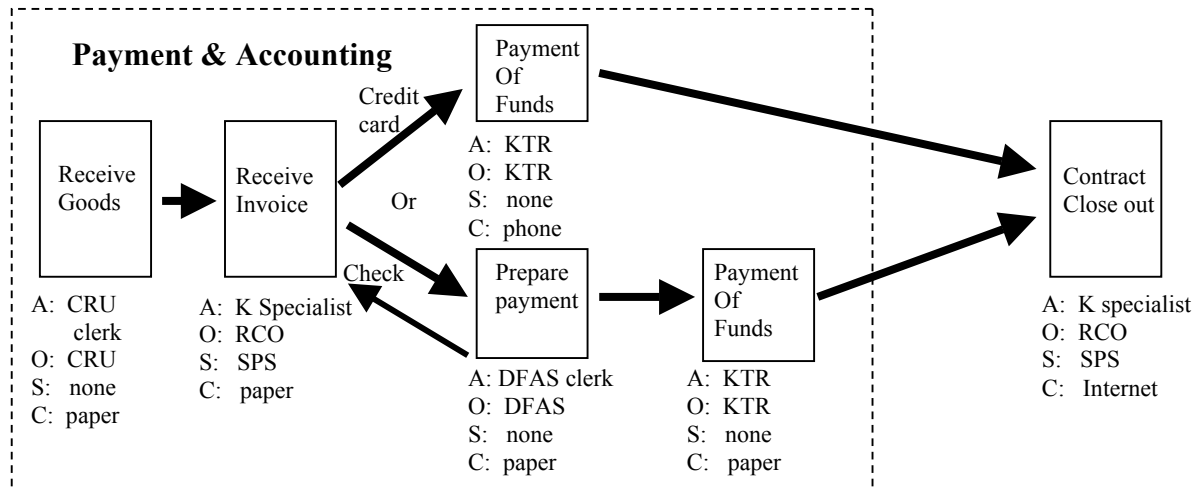 Payment & Accounting
Receive
Goods
A: CRU
clerk
O: CRU
S: none
C: paper
Receive
Invoice
A: K Specialist
O: RCO
S: SPS
C: paper
Credit
card
Or
Check
Payment
Of
Funds
A: KTR
O: KTR
S: none
C: phone
Prepare
payment
A: DFAS clerk
O: DFAS
S: none
C: paper
Payment
Of
Funds
A: KTR
O: KTR
S: none
C: paper
Contract
Close out
A: K specialist
O: RCO
S: SPS
C: Internet